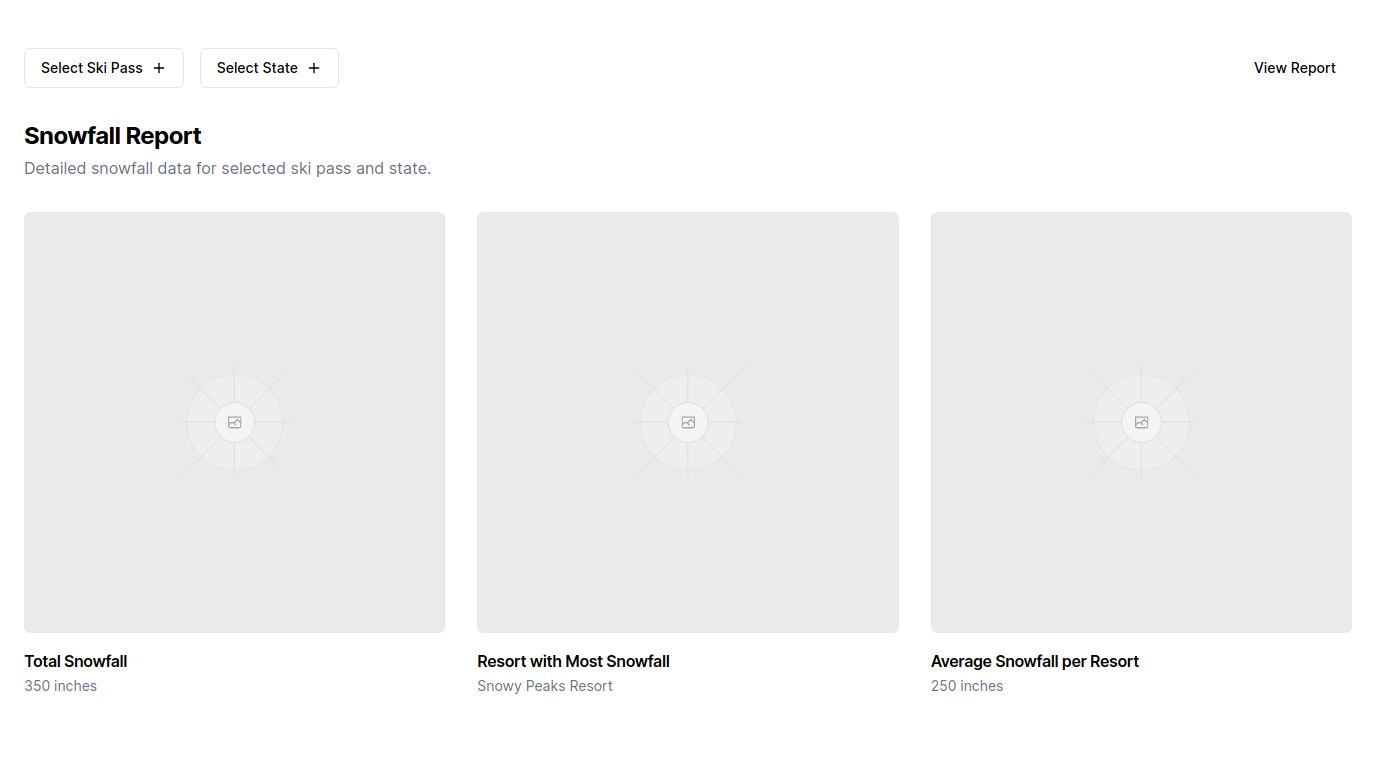 Select Ski Pass
Select State
View Report
Snowfall Report
Detailed snowfall data for selected ski pass and state.
Total Snowfall
350 inches
Resort with Most Snowfall
Snowy Peaks Resort
Average Snowfall per Resort
250 inches